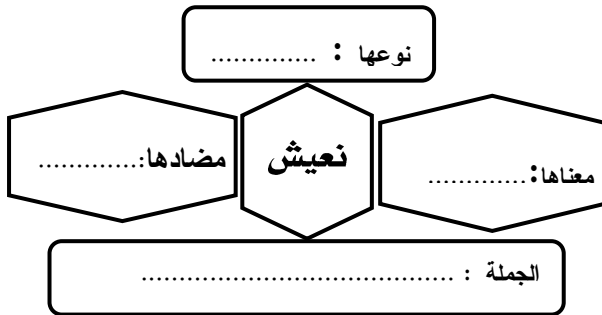 نوعها : ..............
معناها:.............
نعيش
مضادها:.............
الجملة : .........................................